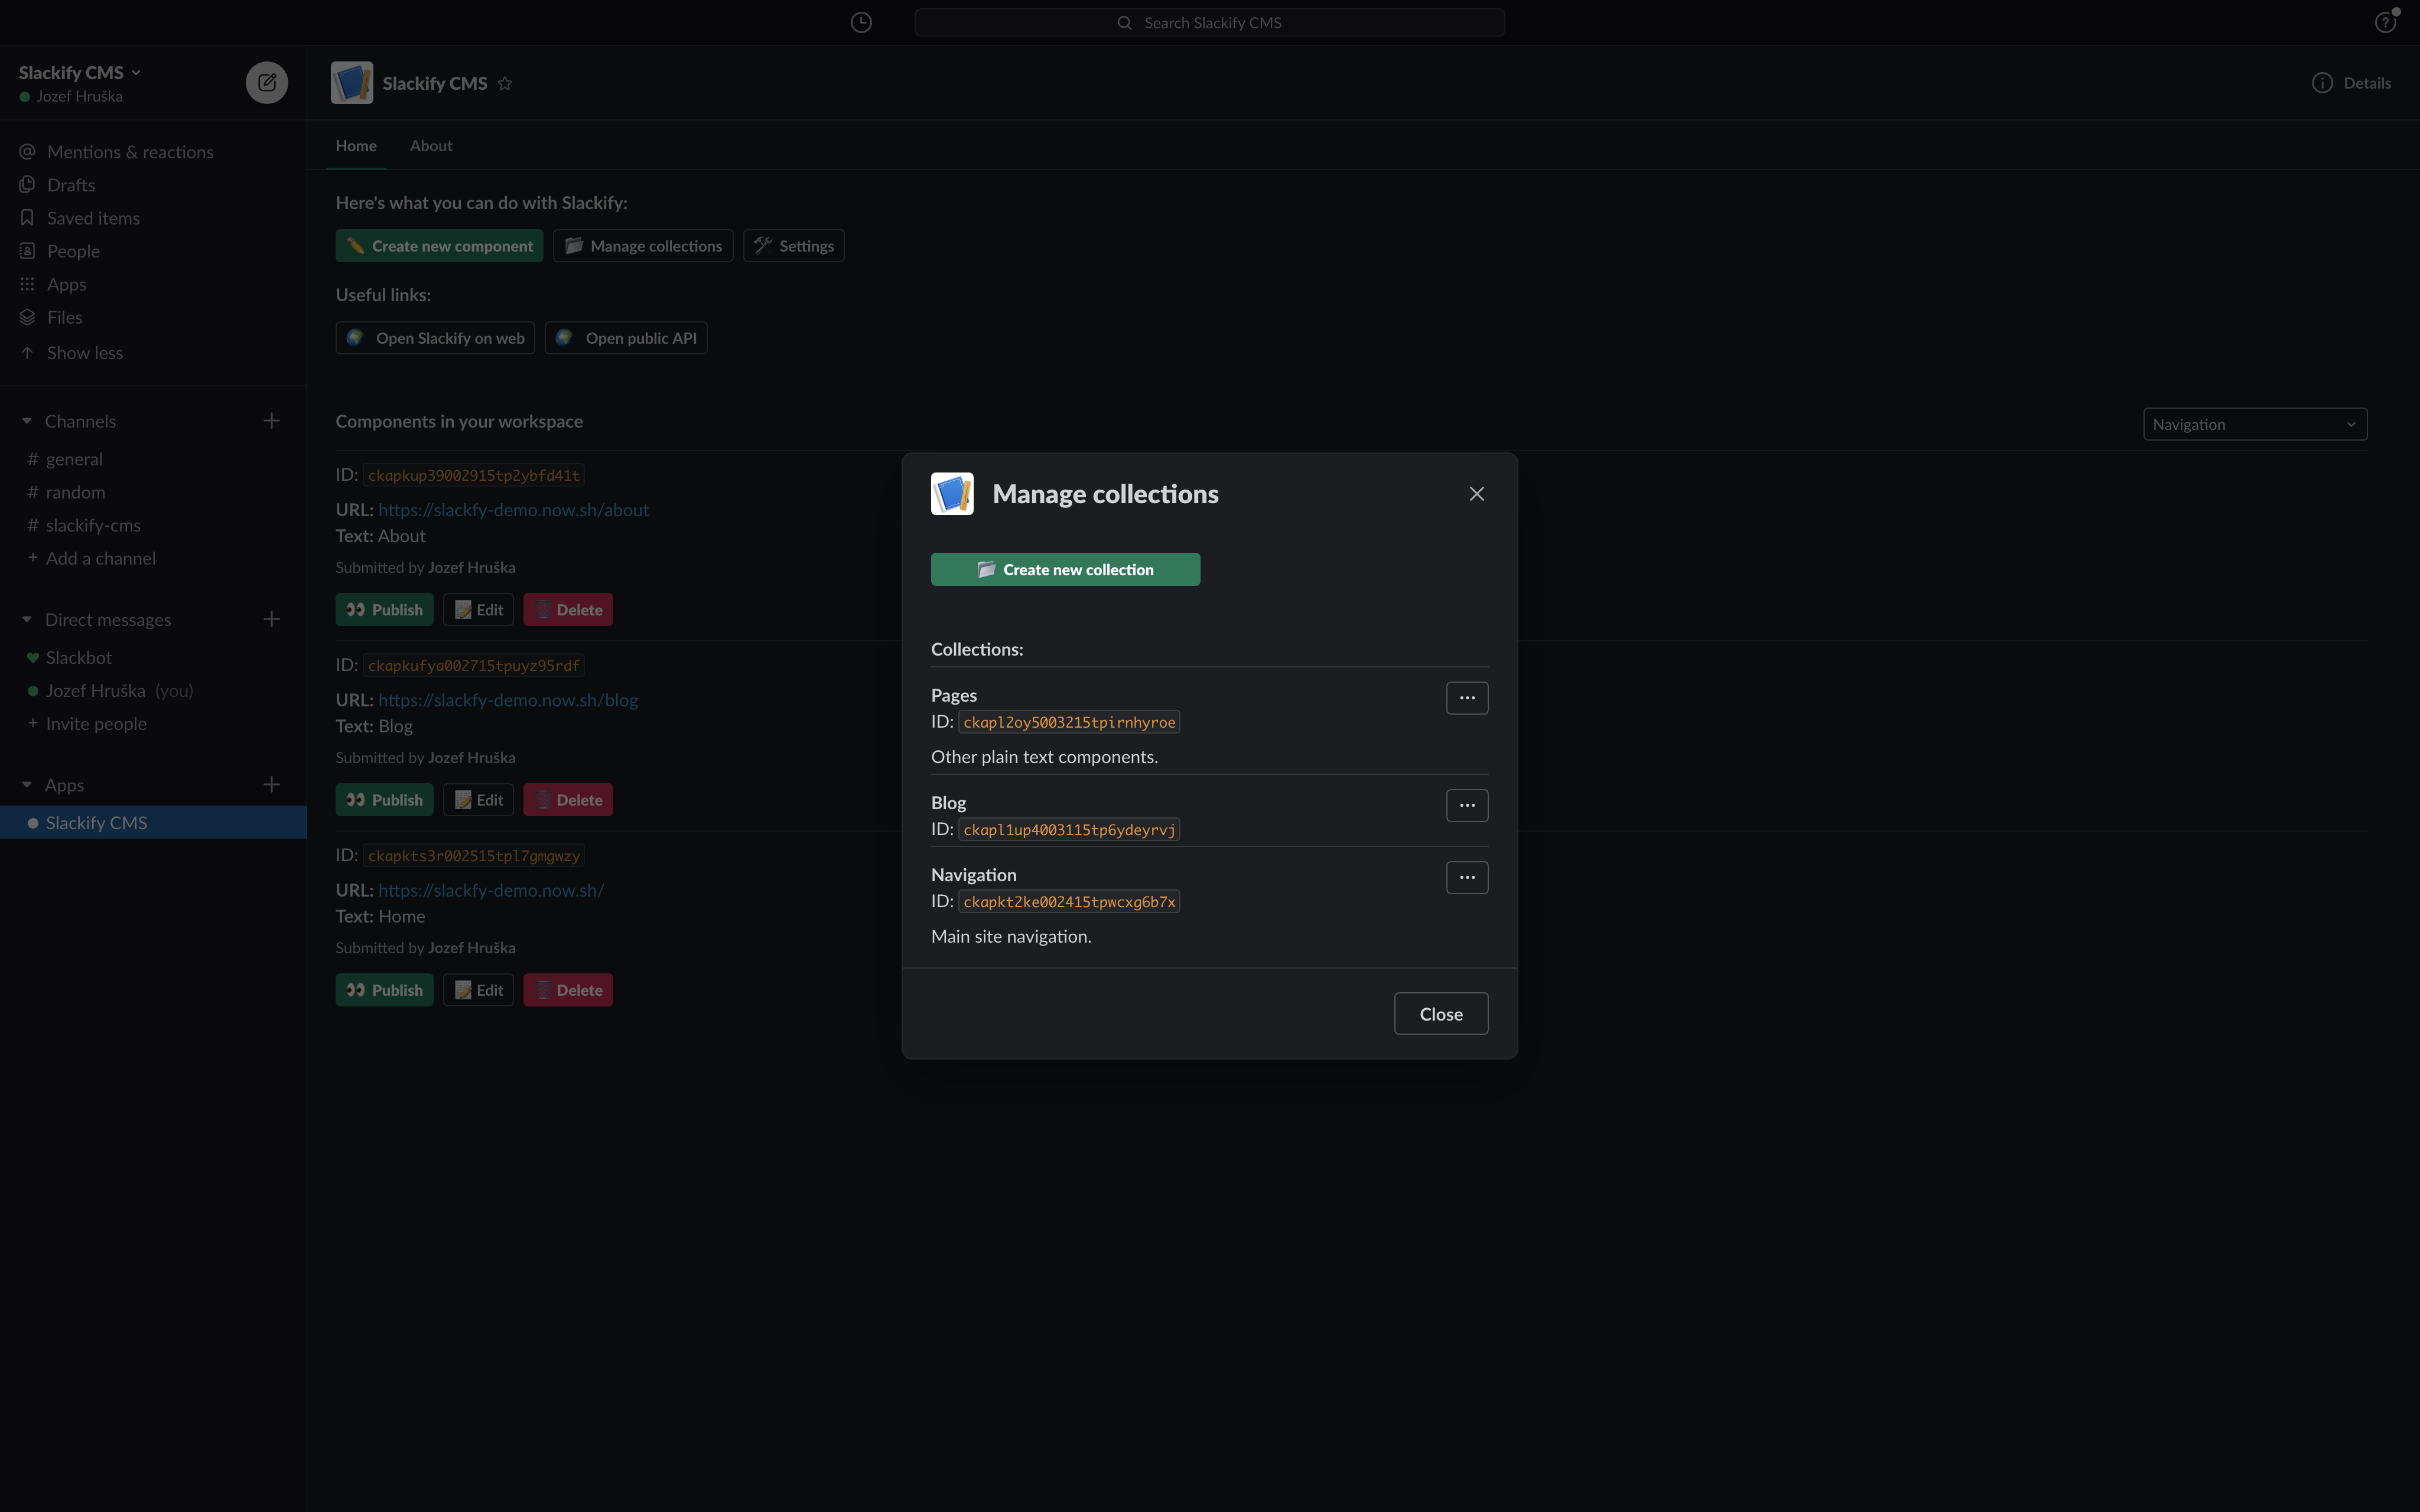 Search Slackify CMS
Slackify CMS
Jozef Hruška
Mentions & reactions
Drafts
Saved items
People
Apps
Files
Show less
Channels
# general
# random
# slackify-cms
+ Add a channel
Direct messages
Slackbot
Jozef Hruška (you)
+ Invite people
Apps
Slackify CMS
Slackify CMS
Details
Home About
Here's what you can do with Slackify:
Create new component Manage collections Settings
Useful links:
Open Slackify on web Open public API
Components in your workspace
Navigation
ID: ckapkup39002915tp2ybfd41t
URL: https://slackfy-demo.now.sh/about
Text: About
Submitted by Jozef Hruška
Publish Edit Delete
ID: ckapkufya002715tpuyz95rdf
URL: https://slackfy-demo.now.sh/blog
Text: Blog
Submitted by Jozef Hruška
Publish Edit Delete
ID: ckapkts3r002515tpl7gmgwzy
URL: https://slackfy-demo.now.sh/
Text: Home
Submitted by Jozef Hruška
Publish Edit Delete
Manage collections
Create new collection
Collections:
Pages
ID: ckapl2oy5003215tpirnhyroe
Other plain text components.
Blog
ID: ckapl1up4003115tp6ydeyrvj
Navigation
ID: ckapkt2ke002415tpwcxg6b7x
Main site navigation.
Close